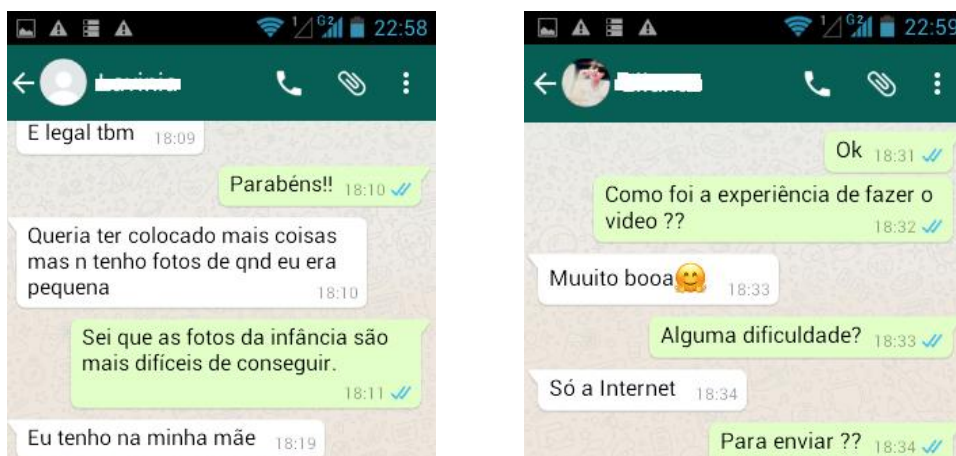 22:58
E legal tbm 18:09
Parabéns!! 18:10
Queria ter colocado mais coisas
mas n tenho fotos de qnd eu era
pequena 18:10
Sei que as fotos da infância são
mais difíceis de conseguir.
18:11
Eu tenho na minha mãe 18:19
22:59
Ok 18:31
Como foi a experiência de fazer o
video ??
18:32
Muuito booa🤗 18:33
Alguma dificuldade? 18:33
Só a Internet 18:34
Para enviar ?? 18:34